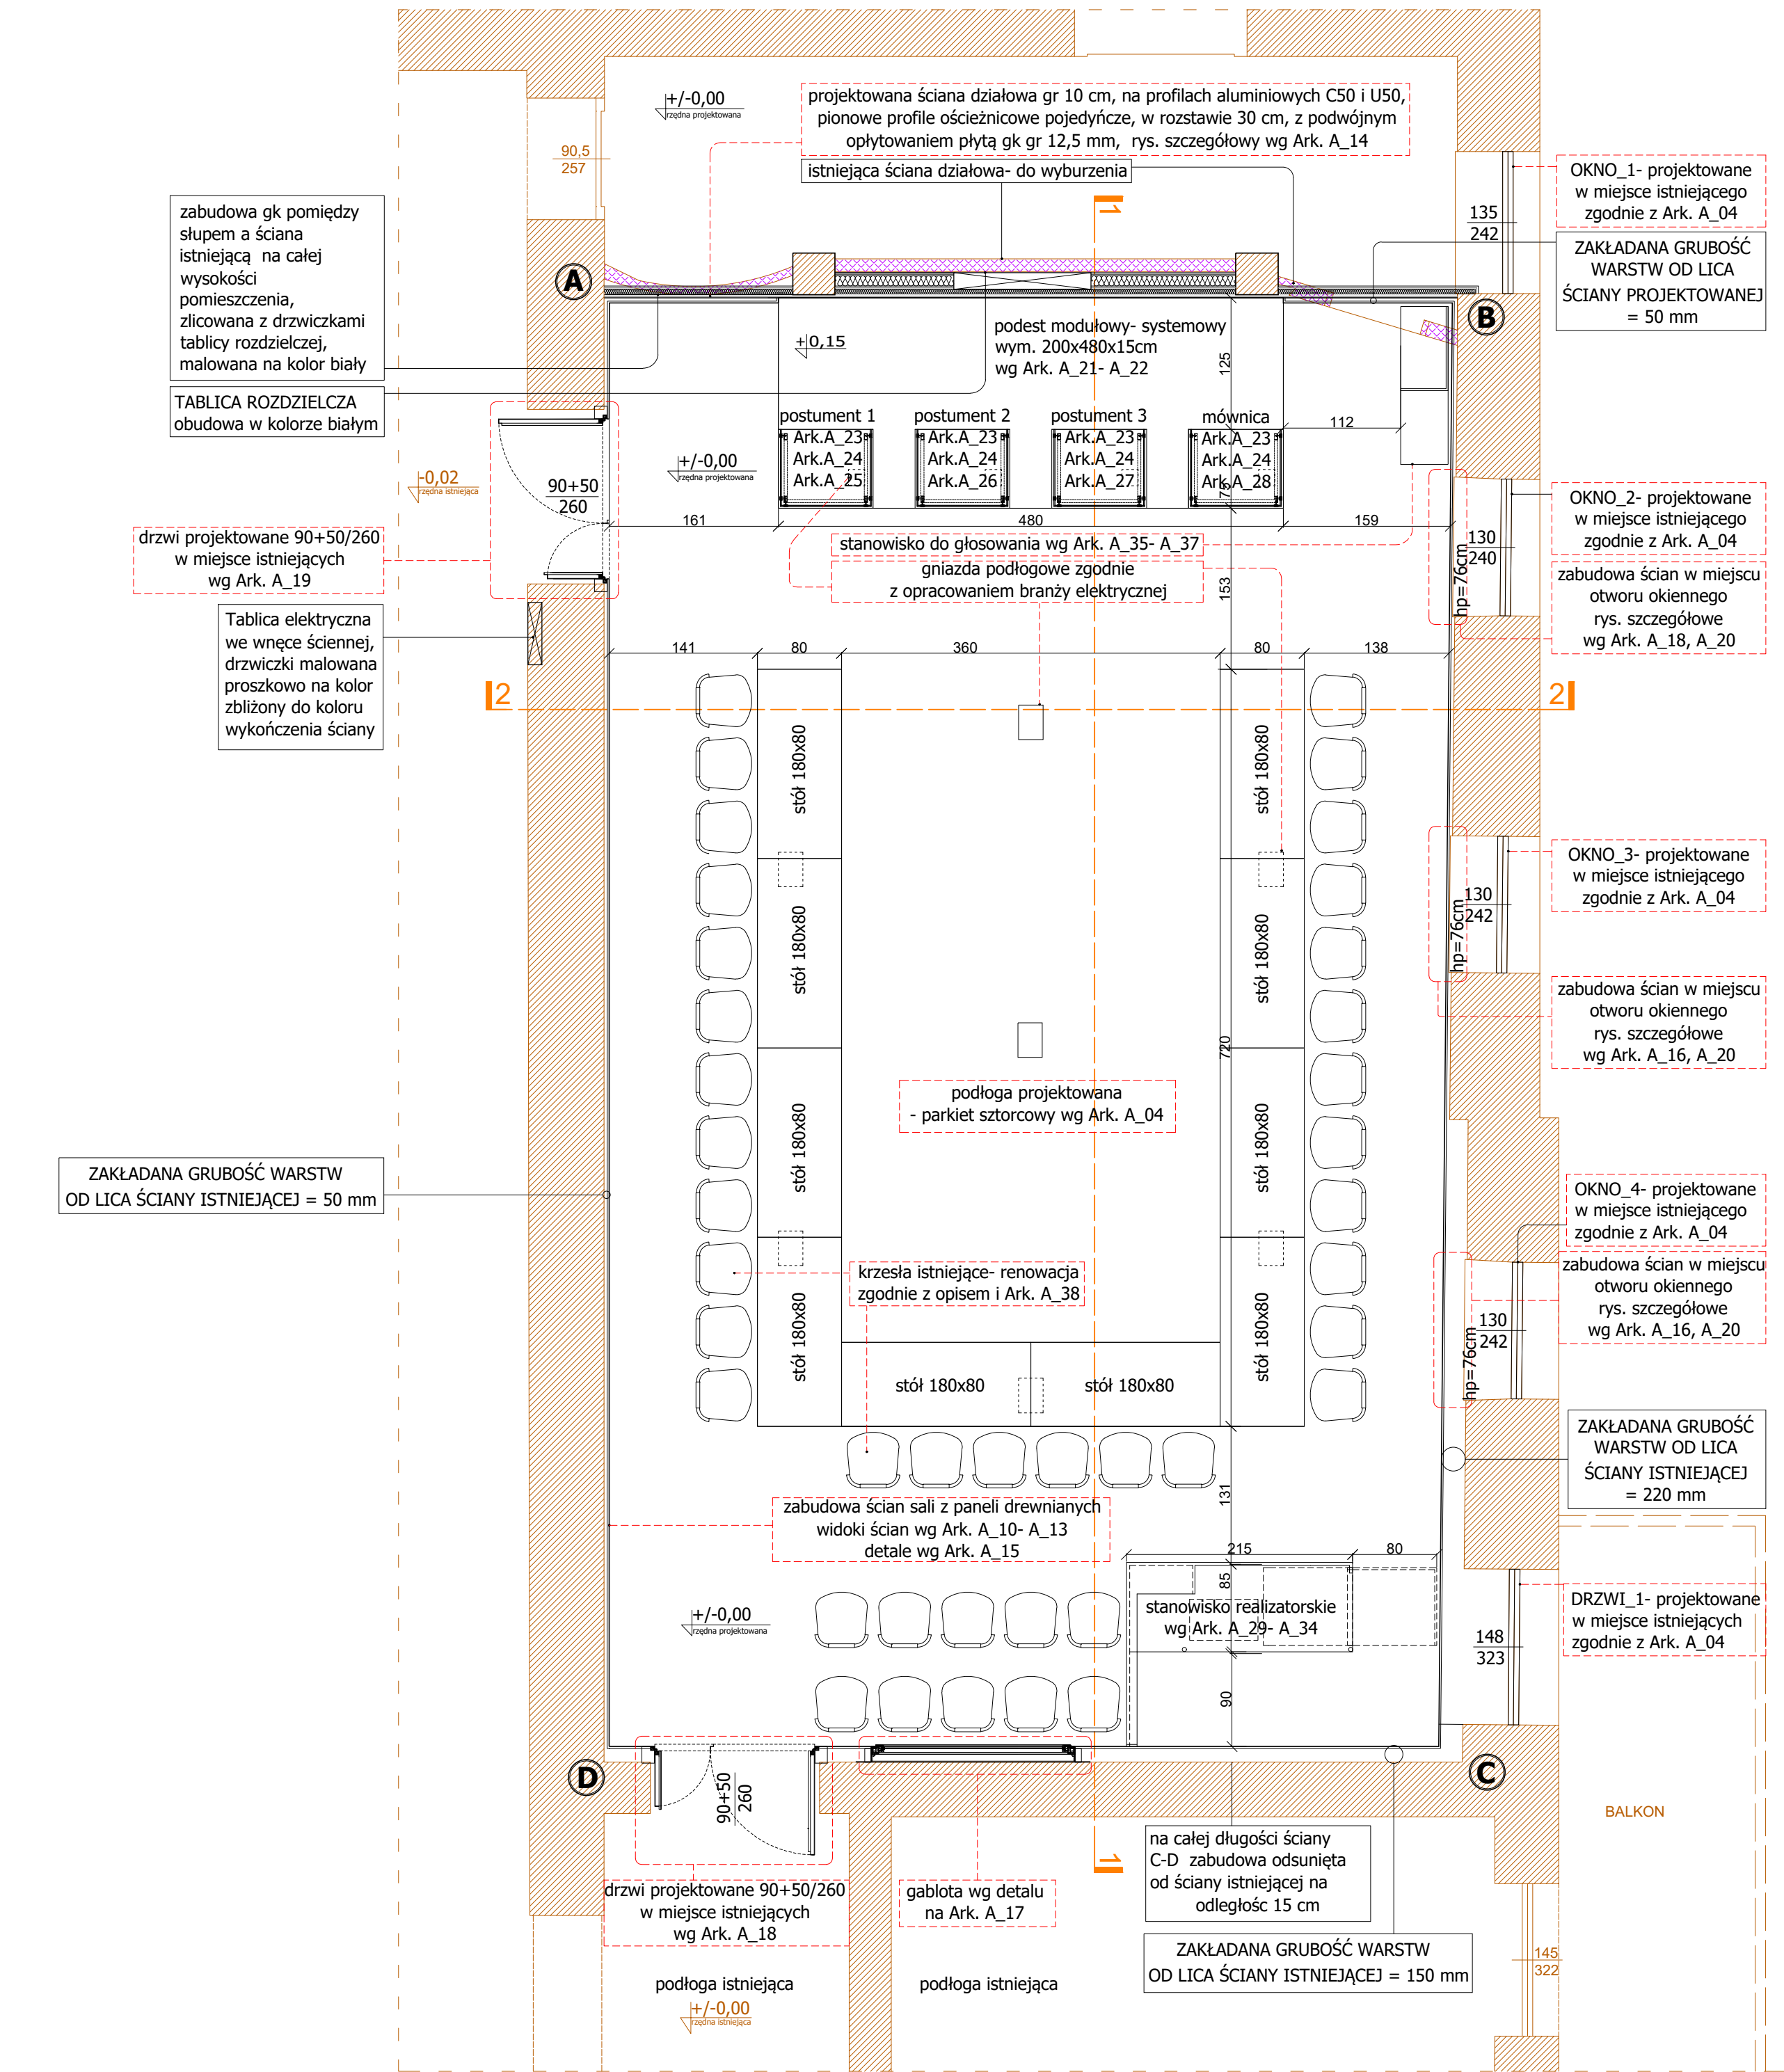 +/-0,00
rzędna projektowana
projektowana ściana działowa gr 10 cm, na profilach aluminiowych C50 i U50,
pionowe profile ościeżnicowe pojedyńcze, w rozstawie 30 cm, z podwójnym
opłytowaniem płytą gk gr 12,5 mm, rys. szczegółowy wg Ark. A_14
istniejąca ściana działowa- do wyburzenia
90,5
257
OKNO_1- projektowane
w miejsce istniejącego
zgodnie z Ark. A_04
135
242
ZAKŁADANA GRUBOŚĆ
WARSTW OD LICA
ŚCIANY PROJEKTOWANEJ
= 50 mm
zabudowa gk pomiędzy
słupem a ściana
istniejącą na całej
wysokości
pomieszczenia,
zlicowana z drzwiczkami
tablicy rozdzielczej,
malowana na kolor biały
TABLICA ROZDZIELCZA
obudowa w kolorze białym
1
A
B
+0,15
podest modułowy- systemowy
wym. 200x480x15cm
wg Ark. A_21- A_22
125
112
postument 1
Ark.A_23
Ark.A_24
Ark.A_25
postument 2
Ark.A_23
Ark.A_24
Ark.A_26
postument 3
Ark.A_23
Ark.A_24
Ark.A_27
mównica
Ark.A_23
Ark.A_24
Ark.A_28
75
+/-0,00
rzędna projektowana
-0,02
rzędna istniejąca
90+50
260
161
480
159
drzwi projektowane 90+50/260
w miejsce istniejących
wg Ark. A_19
stanowisko do głosowania wg Ark. A_35- A_37
gniazda podłogowe zgodnie
z opracowaniem branży elektrycznej
153
OKNO_2- projektowane
w miejsce istniejącego
zgodnie z Ark. A_04
130
240
hp=76cm
zabudowa ścian w miejscu
otworu okiennego
rys. szczegółowe
wg Ark. A_18, A_20
Tablica elektryczna
we wnęce ściennej,
drzwiczki malowana
proszkowo na kolor
zbliżony do koloru
wykończenia ściany
141
80
360
80
138
2
2
stół 180x80
stół 180x80
stół 180x80
stół 180x80
stół 180x80
stół 180x80
stół 180x80
stół 180x80
stół 180x80
stół 180x80
720
OKNO_3- projektowane
w miejsce istniejącego
zgodnie z Ark. A_04
130
242
hp=76cm
zabudowa ścian w miejscu
otworu okiennego
rys. szczegółowe
wg Ark. A_16, A_20
podłoga projektowana
- parkiet sztorcowy wg Ark. A_04
ZAKŁADANA GRUBOŚĆ WARSTW
OD LICA ŚCIANY ISTNIEJĄCEJ = 50 mm
OKNO_4- projektowane
w miejsce istniejącego
zgodnie z Ark. A_04
zabudowa ścian w miejscu
otworu okiennego
rys. szczegółowe
wg Ark. A_16, A_20
130
242
hp=76cm
krzesła istniejące- renowacja
zgodnie z opisem i Ark. A_38
ZAKŁADANA GRUBOŚĆ
WARSTW OD LICA
ŚCIANY ISTNIEJĄCEJ
= 220 mm
131
zabudowa ścian sali z paneli drewnianych
widoki ścian wg Ark. A_10- A_13
detale wg Ark. A_15
215
80
85
stanowisko realizatorskie
wg Ark. A_29- A_34
90
+/-0,00
rzędna projektowana
DRZWI_1- projektowane
w miejsce istniejących
zgodnie z Ark. A_04
148
323
D
C
90+50
260
BALKON
1
na całej długości ściany
C-D zabudowa odsunięta
od ściany istniejącej na
odległośc 15 cm
drzwi projektowane 90+50/260
w miejsce istniejących
wg Ark. A_18
gablota wg detalu
na Ark. A_17
ZAKŁADANA GRUBOŚĆ WARSTW
OD LICA ŚCIANY ISTNIEJĄCEJ = 150 mm
145
322
podłoga istniejąca
podłoga istniejąca
+/-0,00
rzędna istniejąca